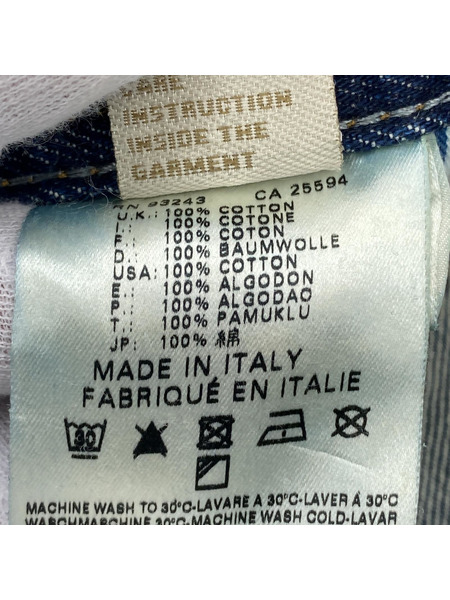 CARE
INSTRUCTION
INSIDE THE
GARMENT
RN 93243 CA 25594
U.K.: 100% COTTON
I.: 100% COTONE
F.: 100% COTON
D.: 100% BAUMWOLLE
USA: 100% COTTON
E.: 100% ALGODON
P.: 100% ALGODAO
T.: 100% PAMUKLU
JP: 100% 綿
MADE IN ITALY
FABRIQUÉ EN ITALIE
30
MACHINE WASH TO 30°C-LAVARE A 30°C-LAVER Á 30°C
WASCHMASCHINE 30°C-MACHINE WASH COLD-LAVAR